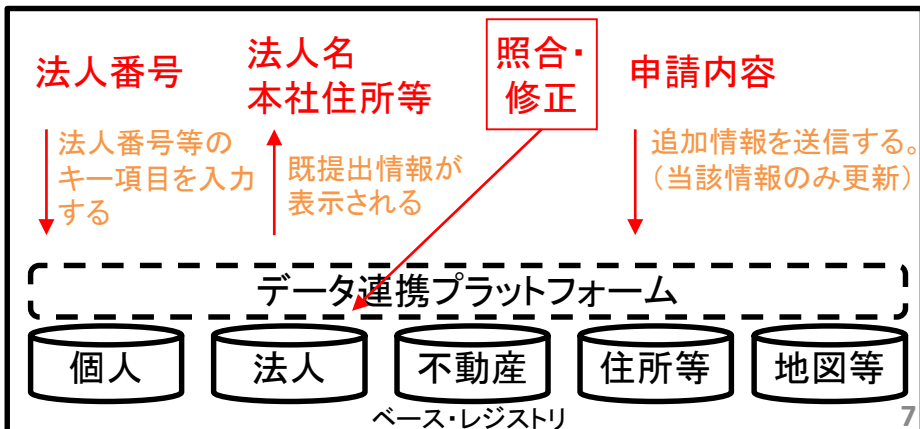 法人番号
法人名
本社住所等
照合・
修正
申請内容
法人番号等の
キー項目を入力
する
既提出情報が
表示される
追加情報を送信する。
（当該情報のみ更新）
データ連携プラットフォーム
個人
法人
不動産
住所等
地図等
ベース・レジストリ
7